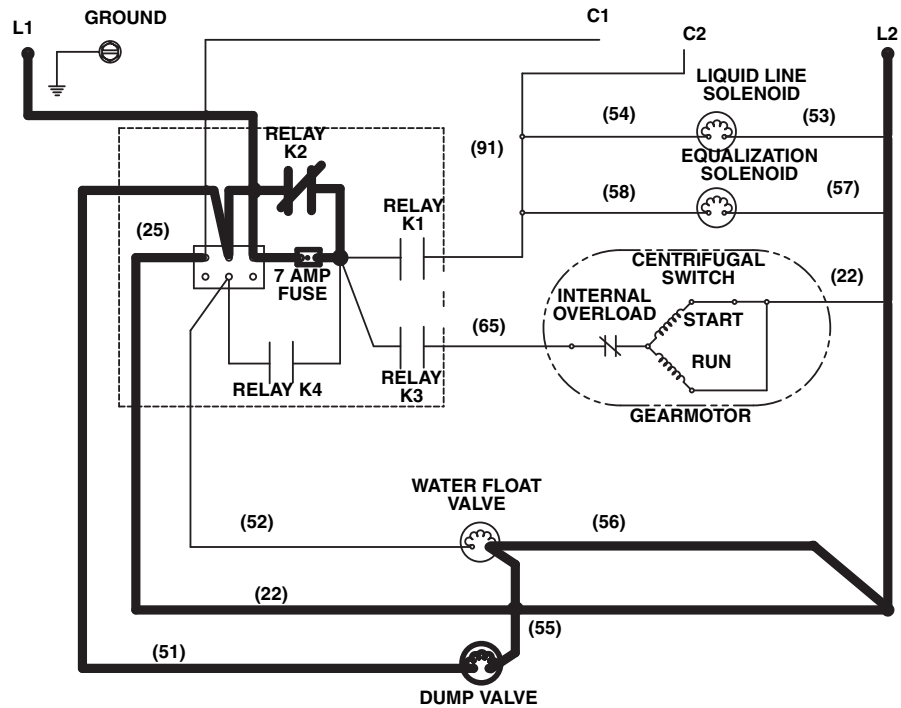 C1
GROUND
L1
C2
L2
LIQUID LINE
SOLENOID
(54)
(53)
RELAY
K2
(91)
EQUALIZATION
SOLENOID
(58)
(57)
RELAY
K1
(25)
CENTRIFUGAL
SWITCH
7 AMP
FUSE
(22)
INTERNAL
OVERLOAD
START
(65)
RUN
RELAY K4
RELAY
K3
GEARMOTOR
WATER FLOAT
VALVE
(52)
(56)
(22)
(55)
(51)
DUMP VALVE